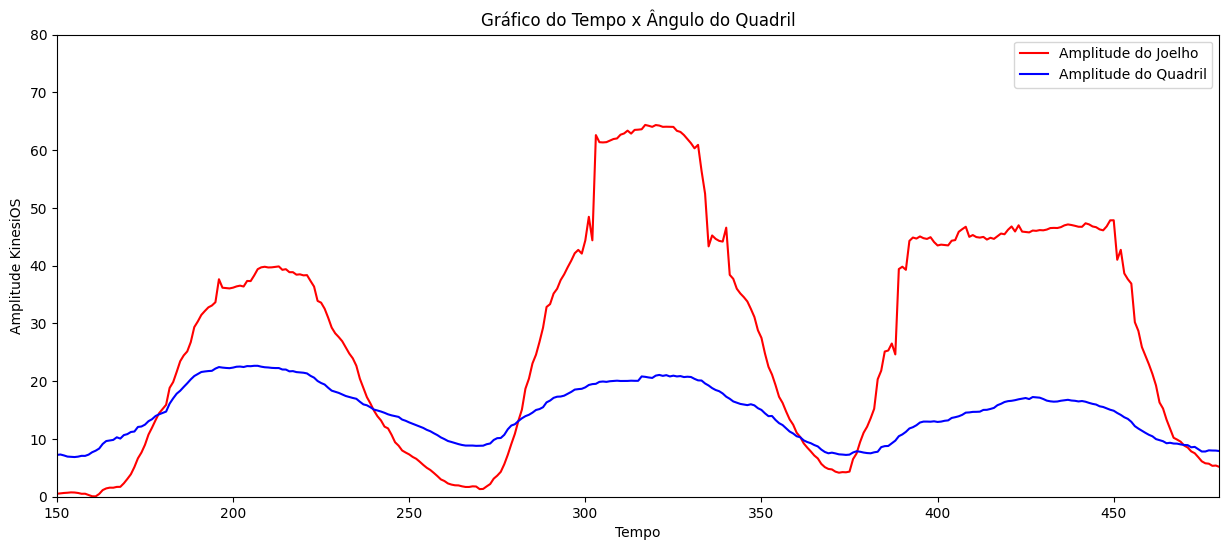 Gráfico do Tempo x Ângulo do Quadril
Amplitude do Joelho
Amplitude do Quadril
Amplitude KinesiOS
80
70
60
50
40
30
20
10
0
150 200 250 300 350 400 450
Tempo